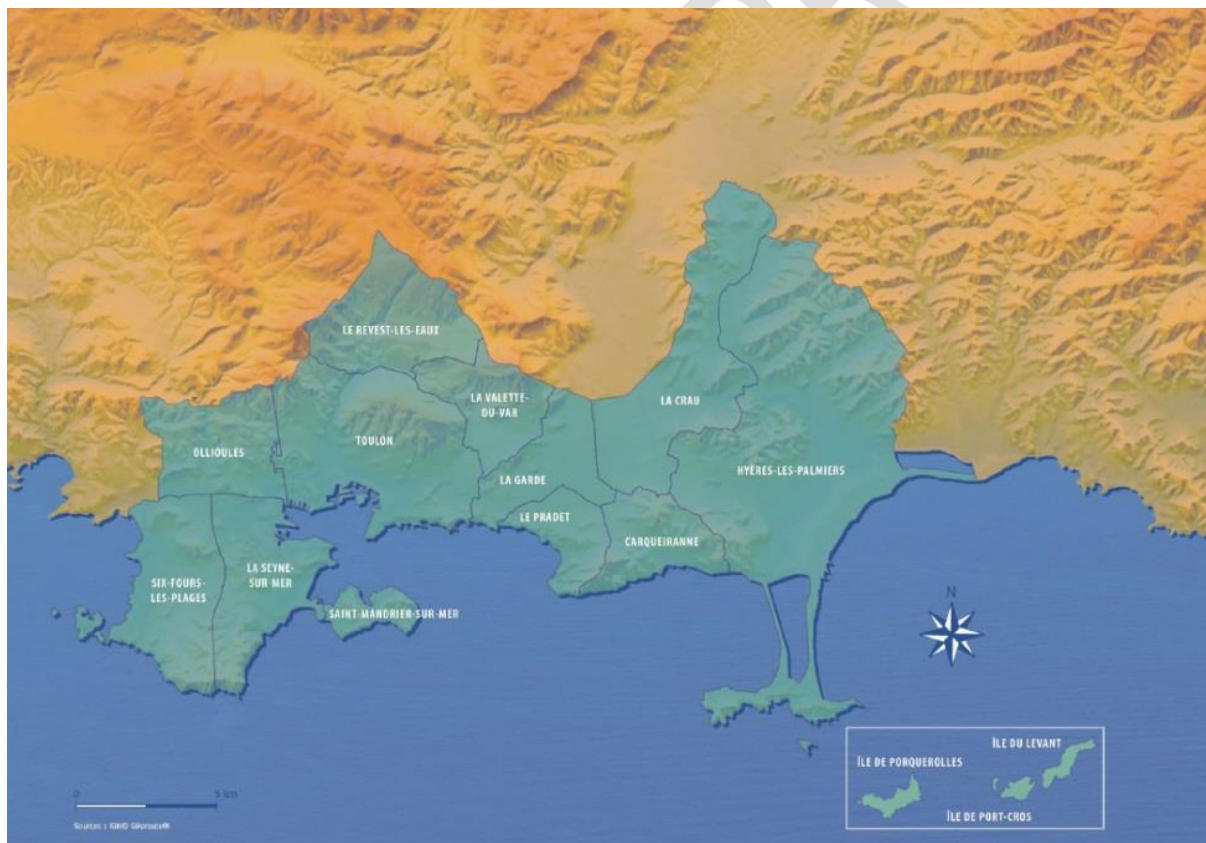 LE REVEST-LES-EAUX
LA VALETTE-
DU-VAR
LA CRAU
TOULON
OLLIOULES
HYÈRES-LES-PALMIERS
LA GARDE
LE PRADET
CARQUEIRANNE
LA SEYNE-
SUR MER
SIX-FOURS-
LES-PLAGES
SAINT-MANDRIER-SUR-MER
N
ÎLE DU LEVANT
ÎLE DE PORQUEROLLES
ÎLE DE PORT-CROS
0 5 km
Sources :